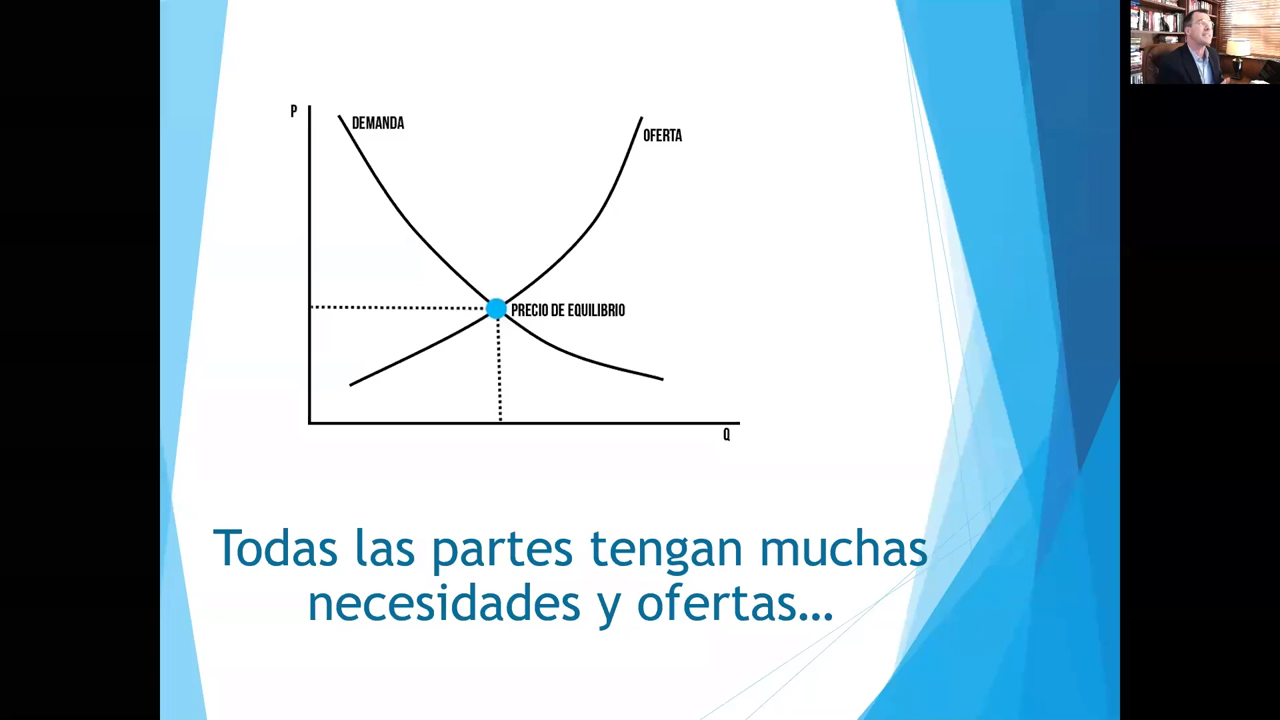 P
DEMANDA
OFERTA
PRECIO DE EQUILIBRIO
Q
Todas las partes tengan muchas
necesidades y ofertas…